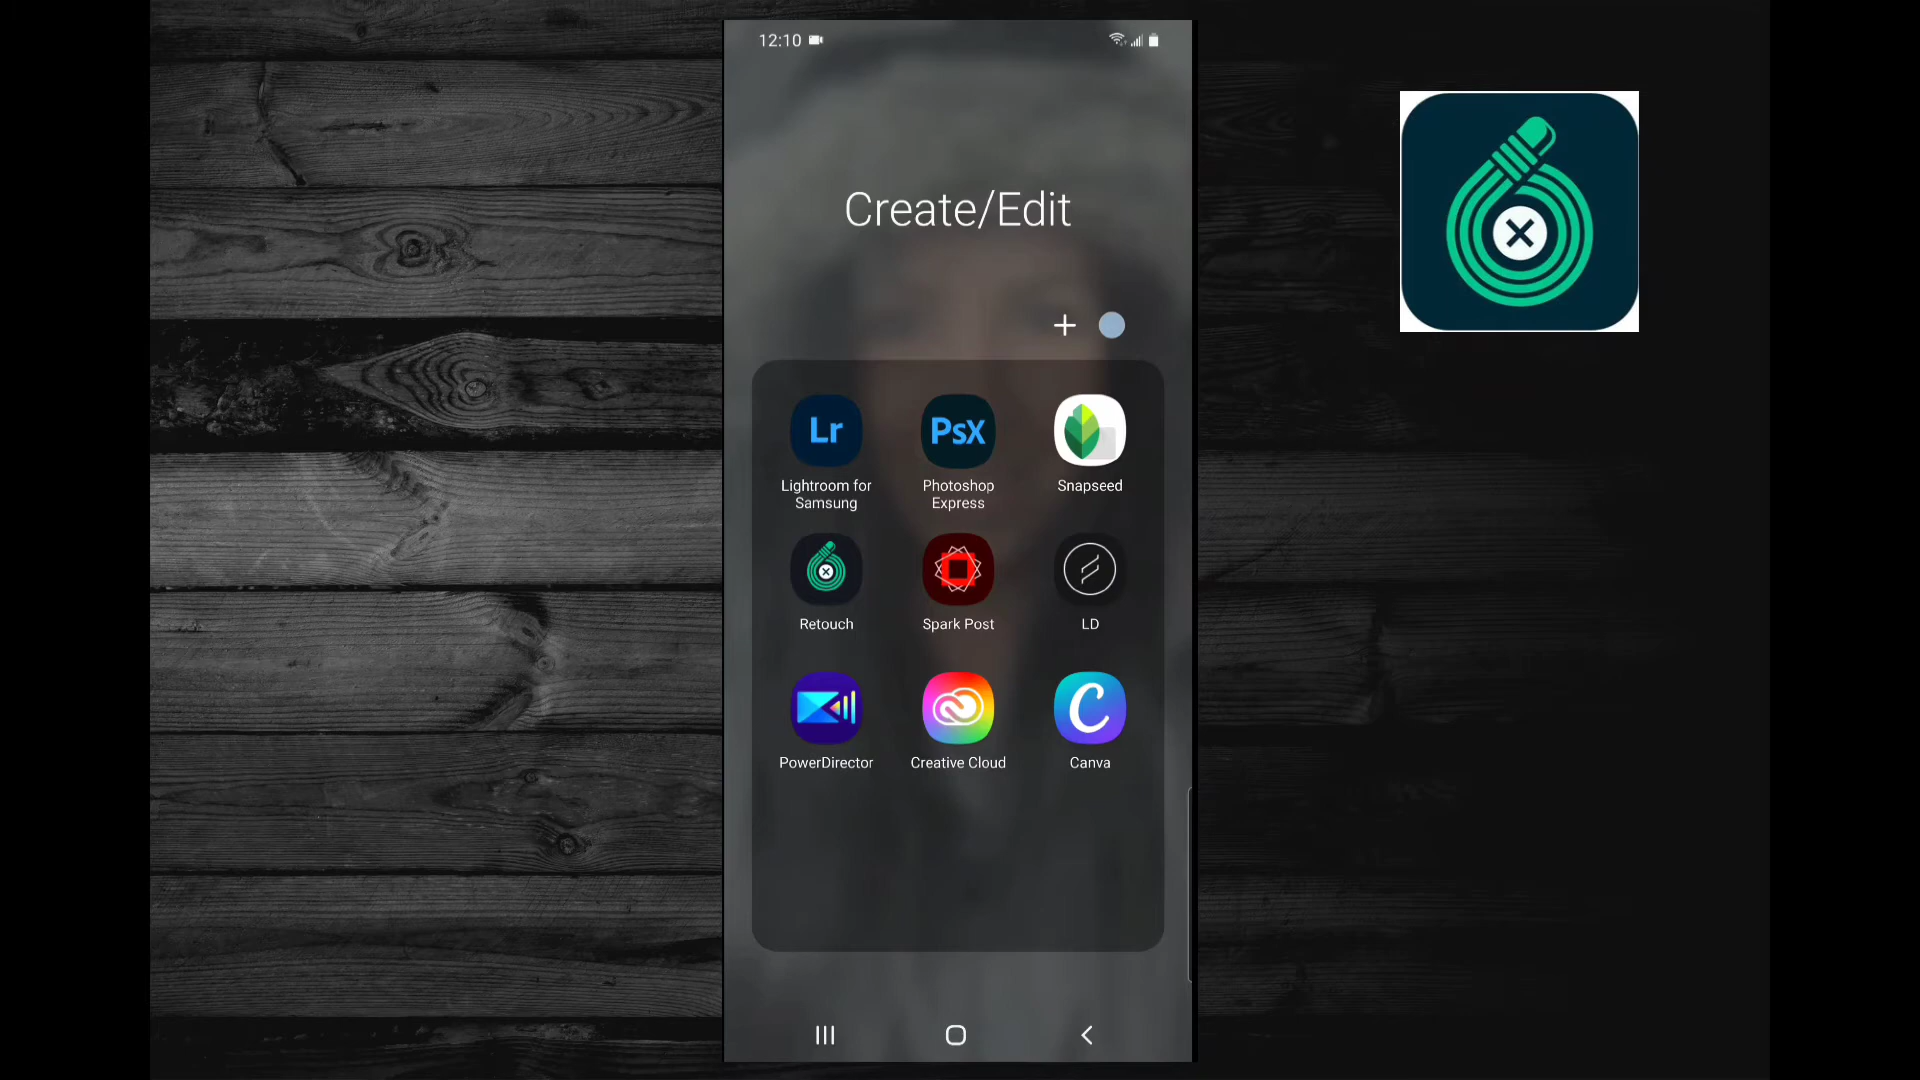 12:10
Create/Edit
Lr
PsX
Lightroom for
Samsung
Photoshop
Express
Snapseed
Retouch
Spark Post
LD
C
PowerDirector
Creative Cloud
Canva